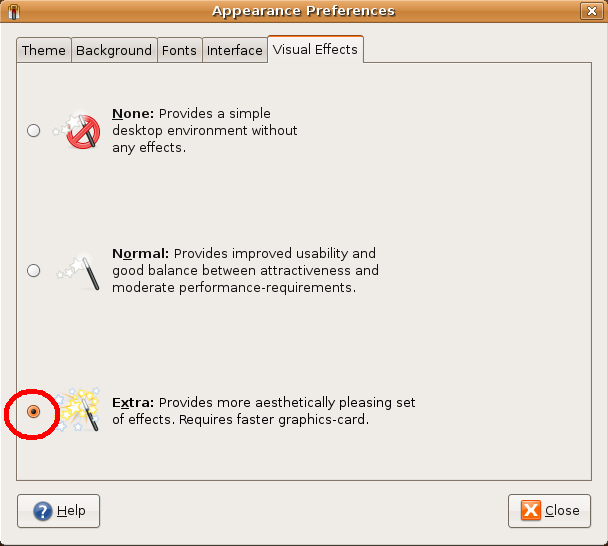 Appearance Preferences
Theme Background Fonts Interface Visual Effects
None: Provides a simple
desktop environment without
any effects.
Normal: Provides improved usability and
good balance between attractiveness and
moderate performance-requirements.
Extra: Provides more aesthetically pleasing set
of effects. Requires faster graphics-card.
Help Close